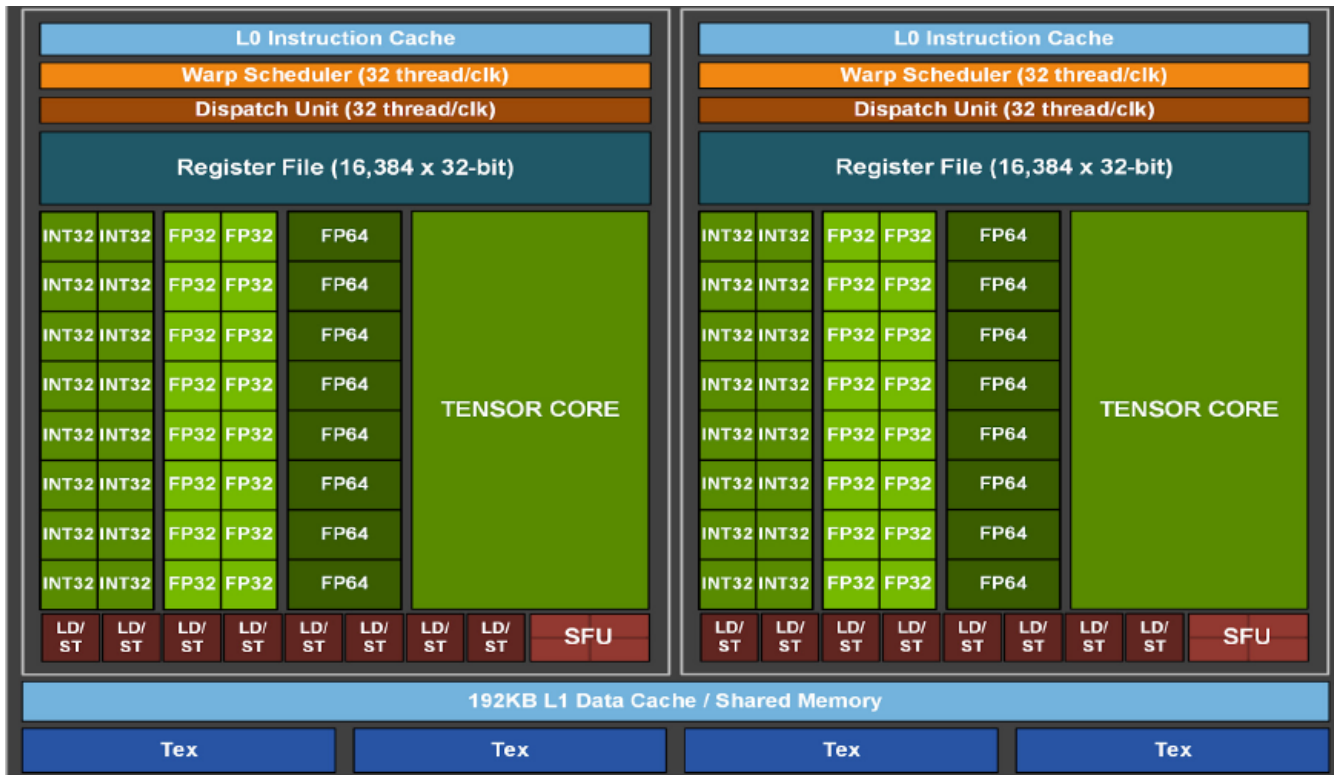 L0 Instruction Cache
Warp Scheduler (32 thread/clk)
Dispatch Unit (32 thread/clk)
Register File (16,384 x 32-bit)
INT32 INT32 FP32 FP32 FP64
INT32 INT32 FP32 FP32 FP64
INT32 INT32 FP32 FP32 FP64
INT32 INT32 FP32 FP32 FP64
TENSOR CORE
INT32 INT32 FP32 FP32 FP64
INT32 INT32 FP32 FP32 FP64
INT32 INT32 FP32 FP32 FP64
INT32 INT32 FP32 FP32 FP64
LD/ LD/ LD/ LD/ LD/ LD/ LD/ LD/
ST ST ST ST ST ST ST ST
SFU
L0 Instruction Cache
Warp Scheduler (32 thread/clk)
Dispatch Unit (32 thread/clk)
Register File (16,384 x 32-bit)
INT32 INT32 FP32 FP32 FP64
INT32 INT32 FP32 FP32 FP64
INT32 INT32 FP32 FP32 FP64
INT32 INT32 FP32 FP32 FP64
TENSOR CORE
INT32 INT32 FP32 FP32 FP64
INT32 INT32 FP32 FP32 FP64
INT32 INT32 FP32 FP32 FP64
INT32 INT32 FP32 FP32 FP64
LD/ LD/ LD/ LD/ LD/ LD/ LD/ LD/
ST ST ST ST ST ST ST ST
SFU
192KB L1 Data Cache / Shared Memory
Tex Tex Tex Tex